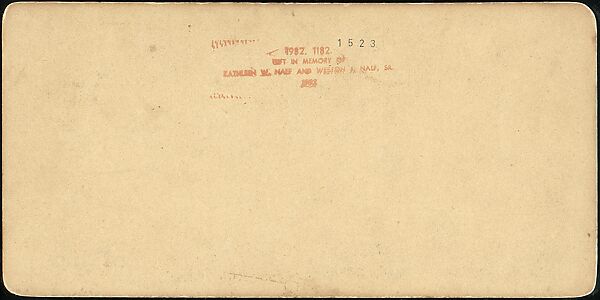 1982. 1182. 1523
GIFT IN MEMORY OF
KATHLEEN W. NAEF AND WESTON J. NAEF, SR.
1982